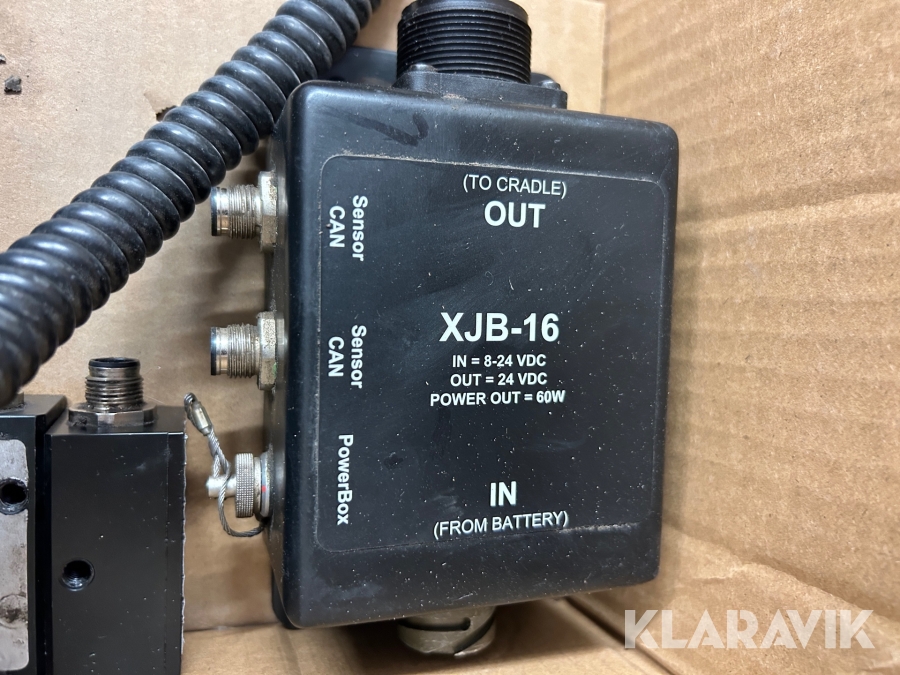 (TO CRADLE)
OUT
Sensor
CAN
Sensor
CAN
PowerBox
XJB-16
IN = 8-24 VDC
OUT = 24 VDC
POWER OUT = 60W
IN
(FROM BATTERY)
KLARAVIK